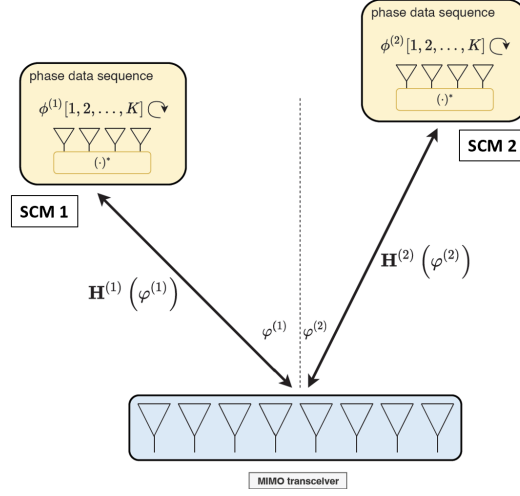 phase data sequence
ϕ⁽²⁾[1, 2, . . . , K]
(·)*
SCM 2
phase data sequence
ϕ⁽¹⁾[1, 2, . . . , K]
(·)*
SCM 1
H⁽¹⁾ (φ⁽¹⁾)
H⁽²⁾ (φ⁽²⁾)
φ⁽¹⁾ φ⁽²⁾
MIMO transceiver